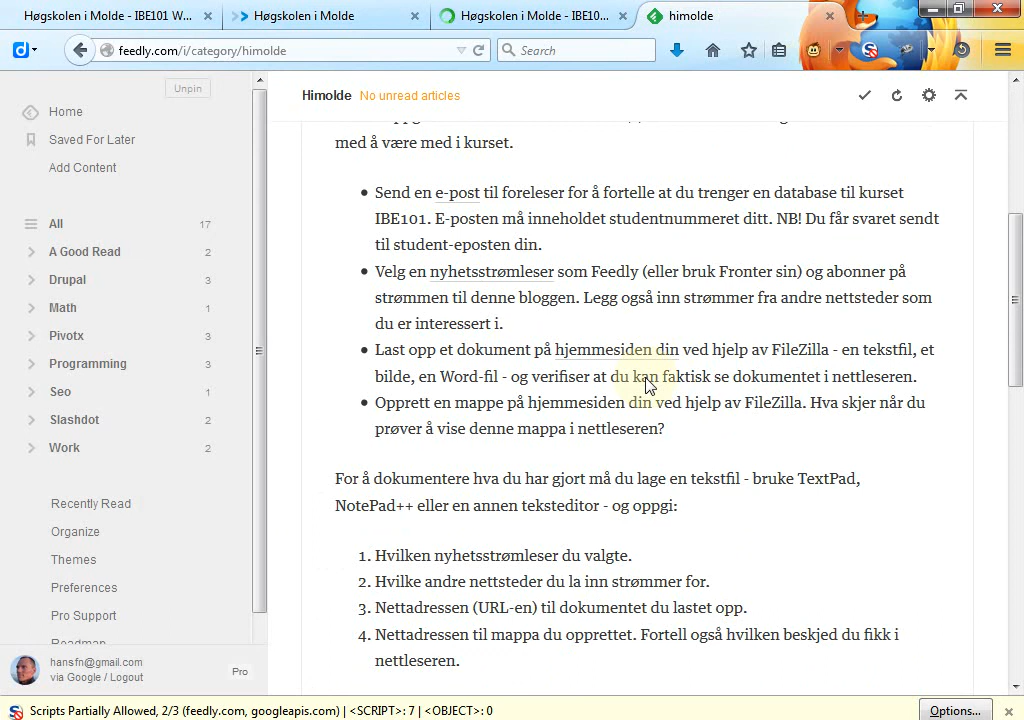 Høgskolen i Molde - IBE101 W...
Høgskolen i Molde
Høgskolen i Molde - IBE10...
himolde
feedly.com/i/category/himolde
Search
Unpin
Home
Saved For Later
Add Content
All 17
A Good Read 2
Drupal 3
Math 1
Pivotx 3
Programming 3
Seo 1
Slashdot 2
Work 2
Recently Read
Organize
Themes
Preferences
Pro Support
Roadmap
hansfn@gmail.com
via Google / Logout
Pro
Himolde No unread articles
med å være med i kurset.
Send en e-post til foreleser for å fortelle at du trenger en database til kurset
IBE101. E-posten må inneholdet studentnummeret ditt. NB! Du får svaret sendt
til student-eposten din.
Velg en nyhetsstrømleser som Feedly (eller bruk Fronter sin) og abonner på
strømmen til denne bloggen. Legg også inn strømmer fra andre nettsteder som
du er interessert i.
Last opp et dokument på hjemmesiden din ved hjelp av FileZilla - en tekstfil, et
bilde, en Word-fil - og verifiser at du kan faktisk se dokumentet i nettleseren.
Opprett en mappe på hjemmesiden din ved hjelp av FileZilla. Hva skjer når du
prøver å vise denne mappa i nettleseren?
For å dokumentere hva du har gjort må du lage en tekstfil - bruke TextPad,
NotePad++ eller en annen teksteditor - og oppgi:
1. Hvilken nyhetsstrømleser du valgte.
2. Hvilke andre nettsteder du la inn strømmer for.
3. Nettadressen (URL-en) til dokumentet du lastet opp.
4. Nettadressen til mappa du opprettet. Fortell også hvilken beskjed du fikk i
nettleseren.
Scripts Partially Allowed, 2/3 (feedly.com, googleapis.com) | <SCRIPT>: 7 | <OBJECT>: 0
Options...